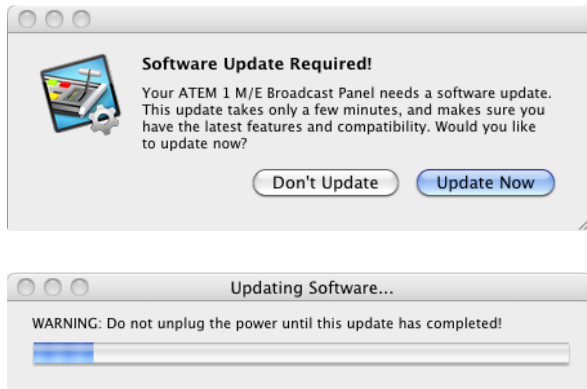 Software Update Required!
Your ATEM 1 M/E Broadcast Panel needs a software update.
This update takes only a few minutes, and makes sure you
have the latest features and compatibility. Would you like
to update now?
Don't Update
Update Now
Updating Software...
WARNING: Do not unplug the power until this update has completed!